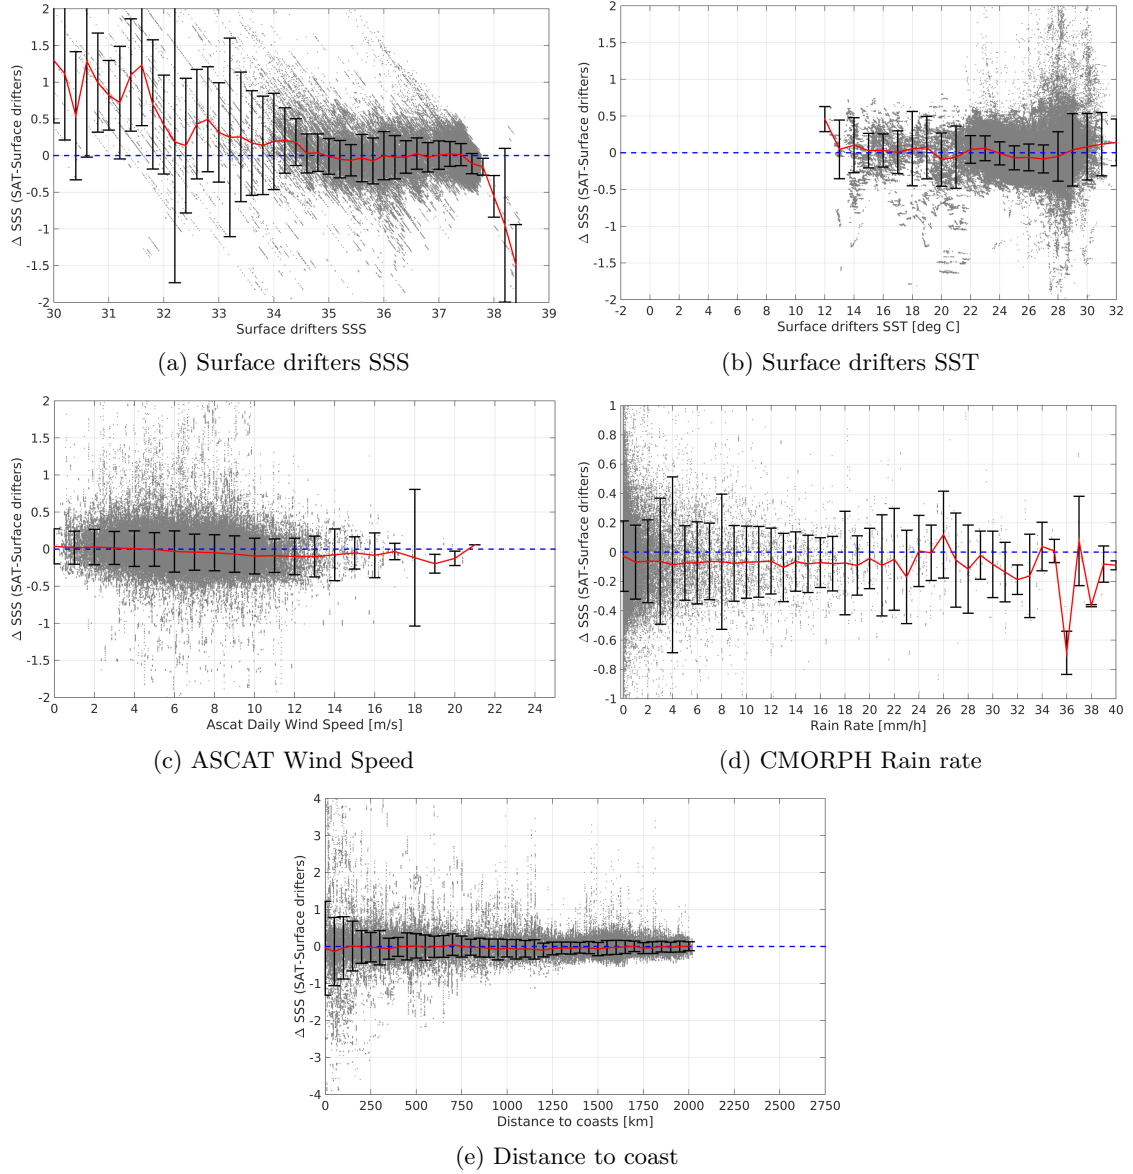 2
1.5
1
0.5
0
-0.5
-1
-1.5
-2
Δ SSS (SAT-Surface drifters)
30 31 32 33 34 35 36 37 38 39
Surface drifters SSS
(a) Surface drifters SSS
2
1.5
1
0.5
0
-0.5
-1
-1.5
-2
Δ SSS (SAT-Surface drifters)
-2 0 2 4 6 8 10 12 14 16 18 20 22 24 26 28 30 32
Surface drifters SST [deg C]
(b) Surface drifters SST
2
1.5
1
0.5
0
-0.5
-1
-1.5
-2
Δ SSS (SAT-Surface drifters)
0 2 4 6 8 10 12 14 16 18 20 22 24
Ascat Daily Wind Speed [m/s]
(c) ASCAT Wind Speed
1
0.8
0.6
0.4
0.2
0
-0.2
-0.4
-0.6
-0.8
-1
Δ SSS (SAT-Surface drifters)
0 2 4 6 8 10 12 14 16 18 20 22 24 26 28 30 32 34 36 38 40
Rain Rate [mm/h]
(d) CMORPH Rain rate
4
3
2
1
0
-1
-2
-3
-4
Δ SSS (SAT-Surface drifters)
0 250 500 750 1000 1250 1500 1750 2000 2250 2500 2750
Distance to coasts [km]
(e) Distance to coast